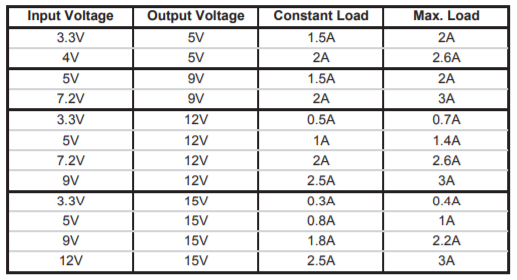 Input Voltage Output Voltage Constant Load Max. Load
3.3V 5V 1.5A 2A
4V 5V 2A 2.6A
5V 9V 1.5A 2A
7.2V 9V 2A 3A
3.3V 12V 0.5A 0.7A
5V 12V 1A 1.4A
7.2V 12V 2A 2.6A
9V 12V 2.5A 3A
3.3V 15V 0.3A 0.4A
5V 15V 0.8A 1A
9V 15V 1.8A 2.2A
12V 15V 2.5A 3A